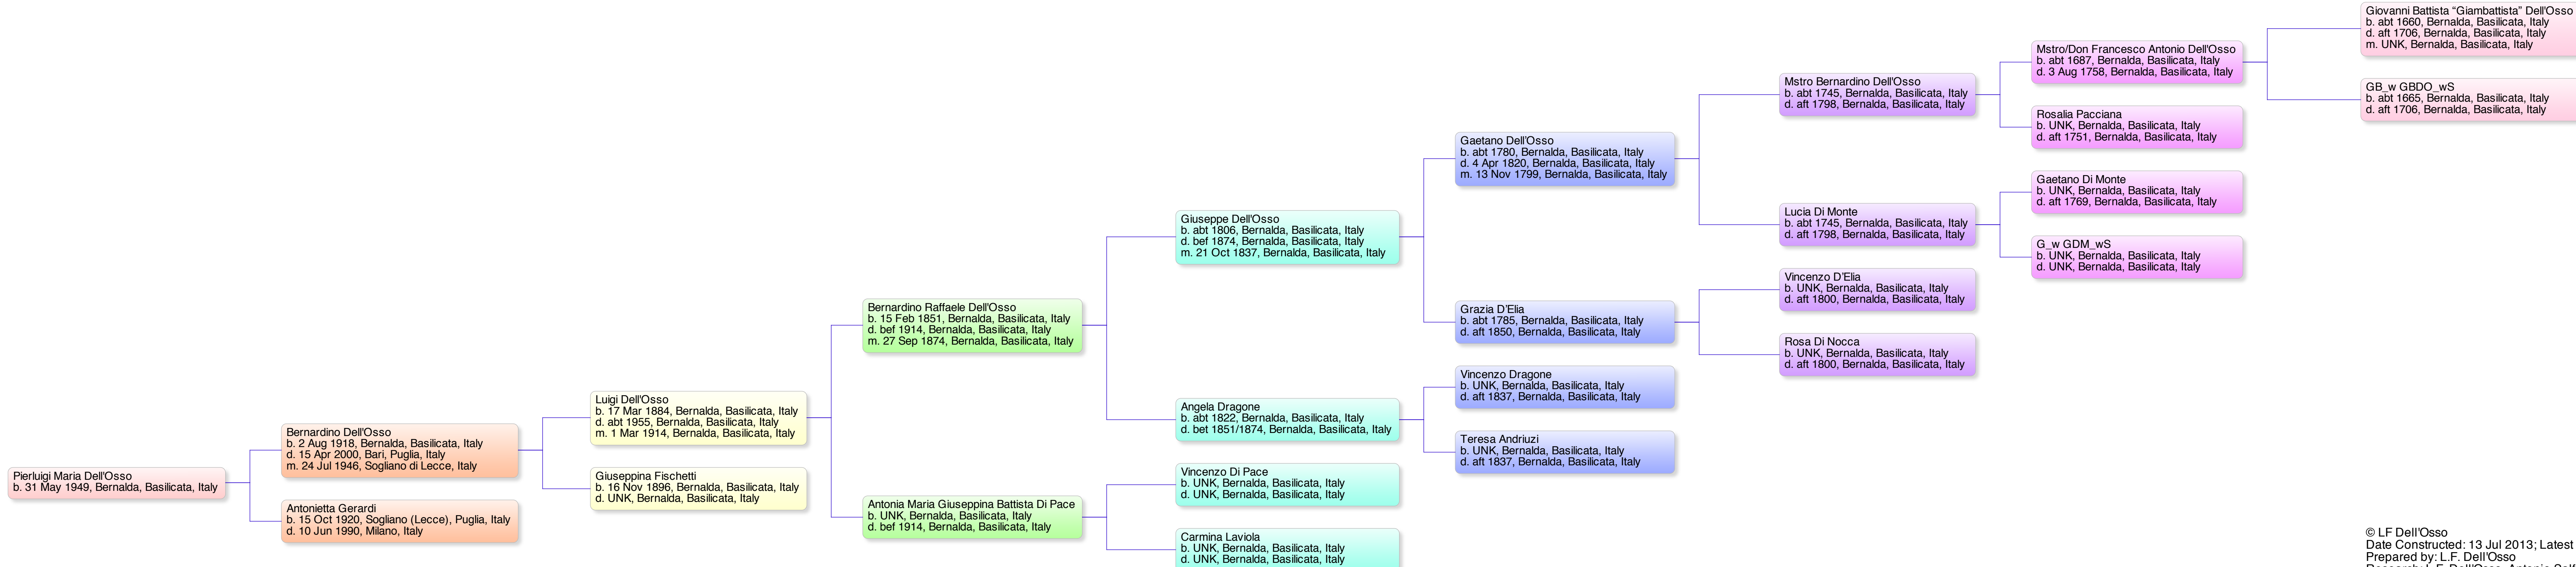 Pierluigi Maria Dell'Osso
b. 31 May 1949, Bernalda, Basilicata, Italy
Bernardino Dell'Osso
b. 2 Aug 1918, Bernalda, Basilicata, Italy
d. 15 Apr 2000, Bari, Puglia, Italy
m. 24 Jul 1946, Sogliano di Lecce, Italy
Antonietta Gerardi
b. 15 Oct 1920, Sogliano (Lecce), Puglia, Italy
d. 10 Jun 1990, Milano, Italy
Luigi Dell'Osso
b. 17 Mar 1884, Bernalda, Basilicata, Italy
d. abt 1955, Bernalda, Basilicata, Italy
m. 1 Mar 1914, Bernalda, Basilicata, Italy
Giuseppina Fischetti
b. 16 Nov 1896, Bernalda, Basilicata, Italy
d. UNK, Bernalda, Basilicata, Italy
Bernardino Raffaele Dell'Osso
b. 15 Feb 1851, Bernalda, Basilicata, Italy
d. bef 1914, Bernalda, Basilicata, Italy
m. 27 Sep 1874, Bernalda, Basilicata, Italy
Antonia Maria Giuseppina Battista Di Pace
b. UNK, Bernalda, Basilicata, Italy
d. bef 1914, Bernalda, Basilicata, Italy
Giuseppe Dell'Osso
b. abt 1806, Bernalda, Basilicata, Italy
d. bef 1874, Bernalda, Basilicata, Italy
m. 21 Oct 1837, Bernalda, Basilicata, Italy
Angela Dragone
b. abt 1822, Bernalda, Basilicata, Italy
d. bet 1851/1874, Bernalda, Basilicata, Italy
Vincenzo Di Pace
b. UNK, Bernalda, Basilicata, Italy
d. UNK, Bernalda, Basilicata, Italy
Carmina Laviola
b. UNK, Bernalda, Basilicata, Italy
d. UNK, Bernalda, Basilicata, Italy
Gaetano Dell'Osso
b. abt 1780, Bernalda, Basilicata, Italy
d. 4 Apr 1820, Bernalda, Basilicata, Italy
m. 13 Nov 1799, Bernalda, Basilicata, Italy
Grazia D'Elia
b. abt 1785, Bernalda, Basilicata, Italy
d. aft 1850, Bernalda, Basilicata, Italy
Vincenzo Dragone
b. UNK, Bernalda, Basilicata, Italy
d. aft 1837, Bernalda, Basilicata, Italy
Teresa Andriuzi
b. UNK, Bernalda, Basilicata, Italy
d. aft 1837, Bernalda, Basilicata, Italy
Mstro Bernardino Dell'Osso
b. abt 1745, Bernalda, Basilicata, Italy
d. aft 1798, Bernalda, Basilicata, Italy
Lucia Di Monte
b. abt 1745, Bernalda, Basilicata, Italy
d. aft 1798, Bernalda, Basilicata, Italy
Vincenzo D'Elia
b. UNK, Bernalda, Basilicata, Italy
d. aft 1800, Bernalda, Basilicata, Italy
Rosa Di Nocca
b. UNK, Bernalda, Basilicata, Italy
d. aft 1800, Bernalda, Basilicata, Italy
Mstro/Don Francesco Antonio Dell'Osso
b. abt 1687, Bernalda, Basilicata, Italy
d. 3 Aug 1758, Bernalda, Basilicata, Italy
Rosalia Pacciana
b. UNK, Bernalda, Basilicata, Italy
d. aft 1751, Bernalda, Basilicata, Italy
Gaetano Di Monte
b. UNK, Bernalda, Basilicata, Italy
d. aft 1769, Bernalda, Basilicata, Italy
G_w GDM_wS
b. UNK, Bernalda, Basilicata, Italy
d. UNK, Bernalda, Basilicata, Italy
Giovanni Battista “Giambattista” Dell'Osso
b. abt 1660, Bernalda, Basilicata, Italy
d. aft 1706, Bernalda, Basilicata, Italy
m. UNK, Bernalda, Basilicata, Italy
GB_w GBDO_wS
b. abt 1665, Bernalda, Basilicata, Italy
d. aft 1706, Bernalda, Basilicata, Italy
© LF Dell'Osso
Date Constructed: 13 Jul 2013; Latest
Prepared by: L.F. Dell'Osso